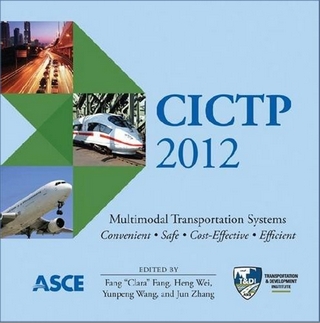 CICTP
2012
Multimodal Transportation Systems
Convenient • Safe • Cost-Effective • Efficient
EDITED BY
Fang "Clara" Fang, Heng Wei,
Yunpeng Wang, and Jun Zhang
ASCE
T&DI
TRANSPORTATION
& DEVELOPMENT
INSTITUTE